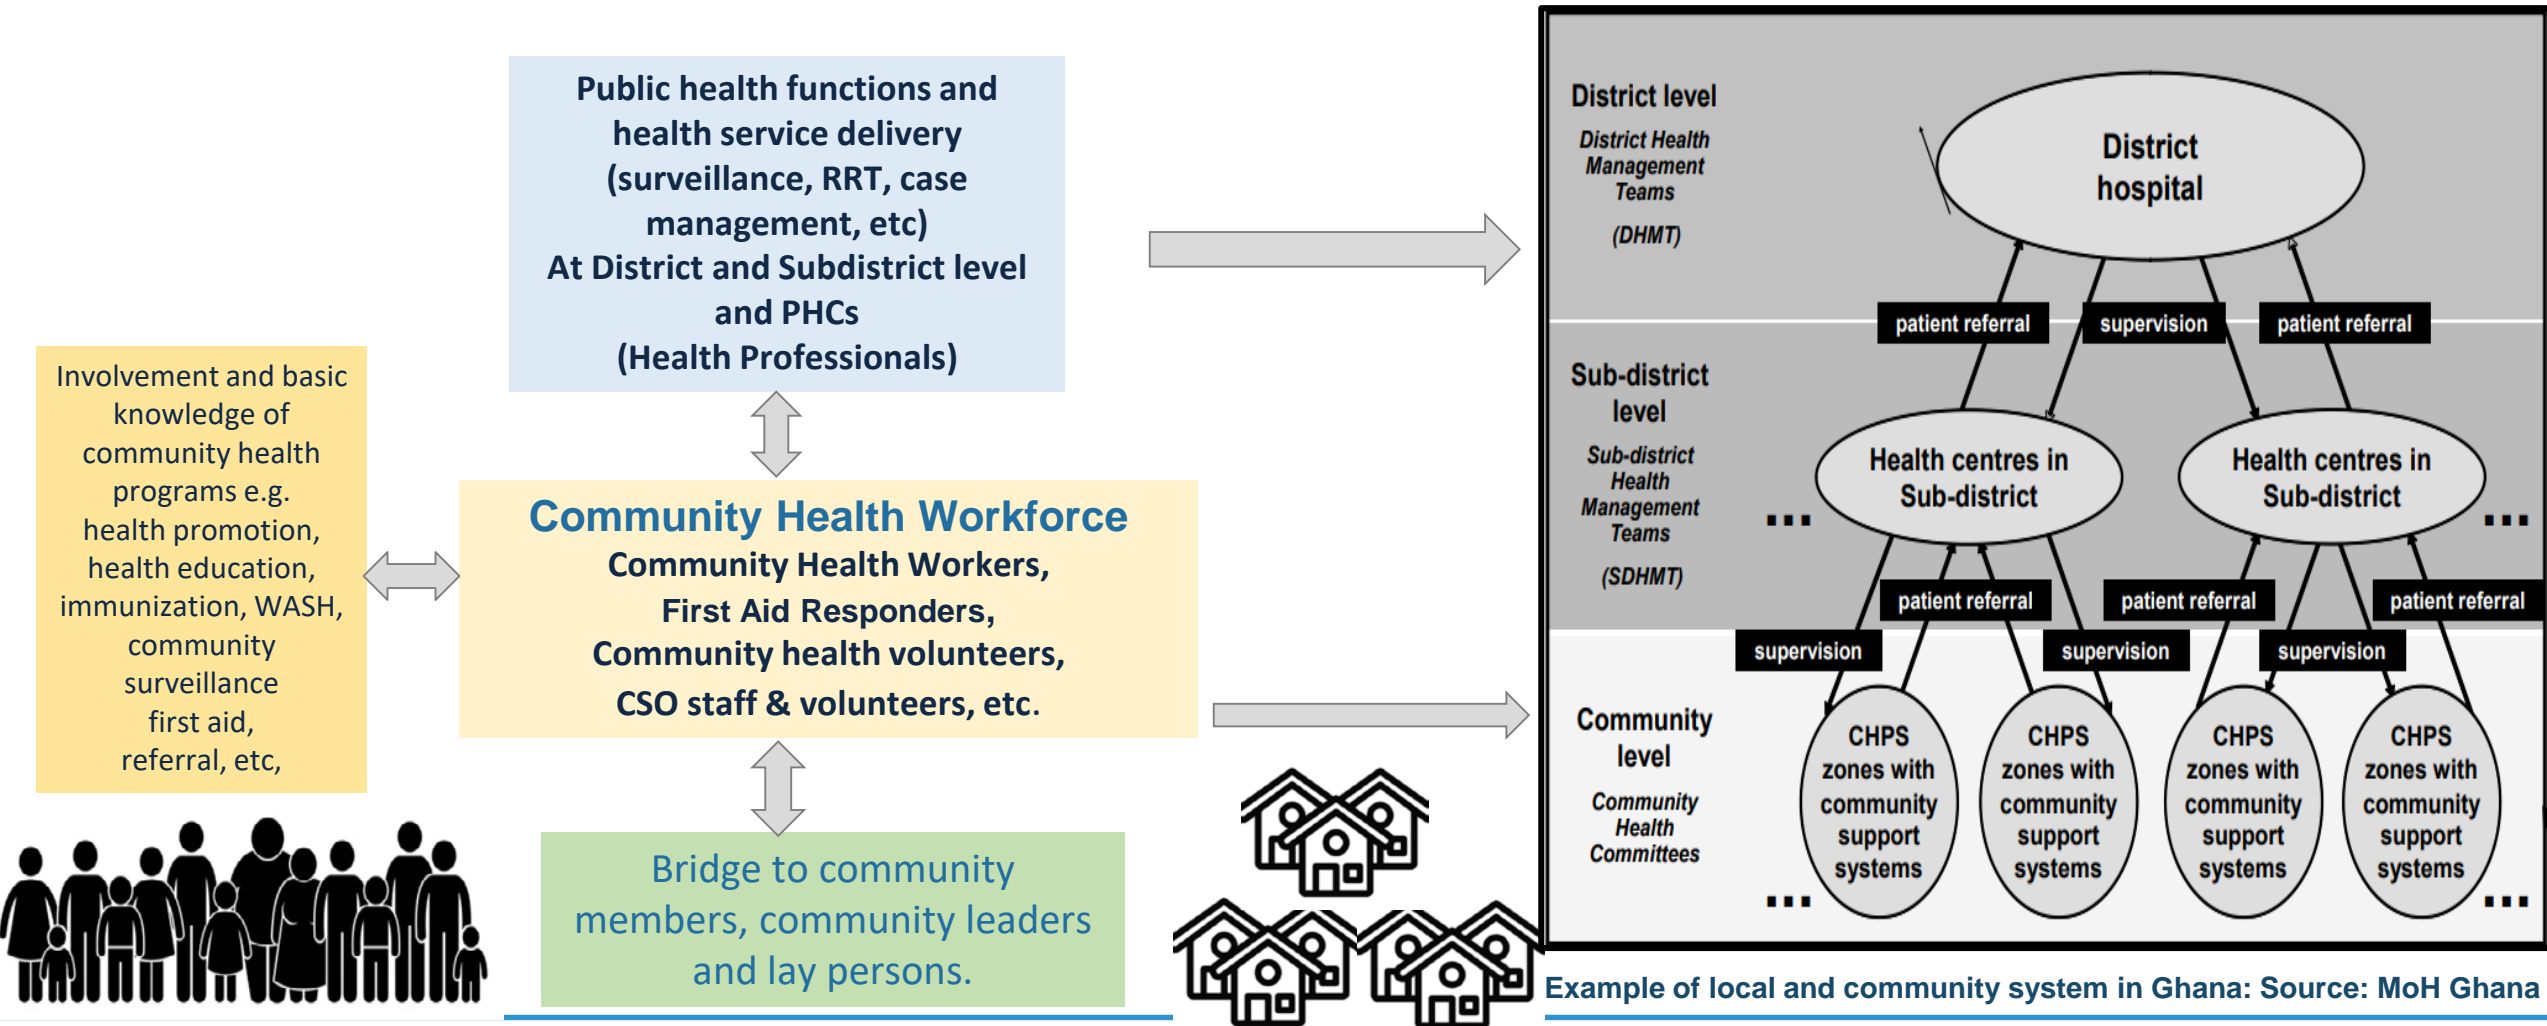 Public health functions and
health service delivery
(surveillance, RRT, case
management, etc)
At District and Subdistrict level
and PHCs
(Health Professionals)
Involvement and basic
knowledge of
community health
programs e.g.
health promotion,
health education,
immunization, WASH,
community
surveillance
first aid,
referral, etc,
Community Health Workforce
Community Health Workers,
First Aid Responders,
Community health volunteers,
CSO staff & volunteers, etc.
Bridge to community
members, community leaders
and lay persons.
District level
District Health
Management
Teams
(DHMT)
District
hospital
patient referral
supervision
patient referral
Sub-district
level
Sub-district
Health
Management
Teams
(SDHMT)
...
Health centres in
Sub-district
Health centres in
Sub-district
...
patient referral
patient referral
patient referral
supervision
supervision
supervision
Community
level
Community
Health
Committees
...
CHPS
zones with
community
support
systems
CHPS
zones with
community
support
systems
CHPS
zones with
community
support
systems
CHPS
zones with
community
support
systems
...
Example of local and community system in Ghana: Source: MoH Ghana